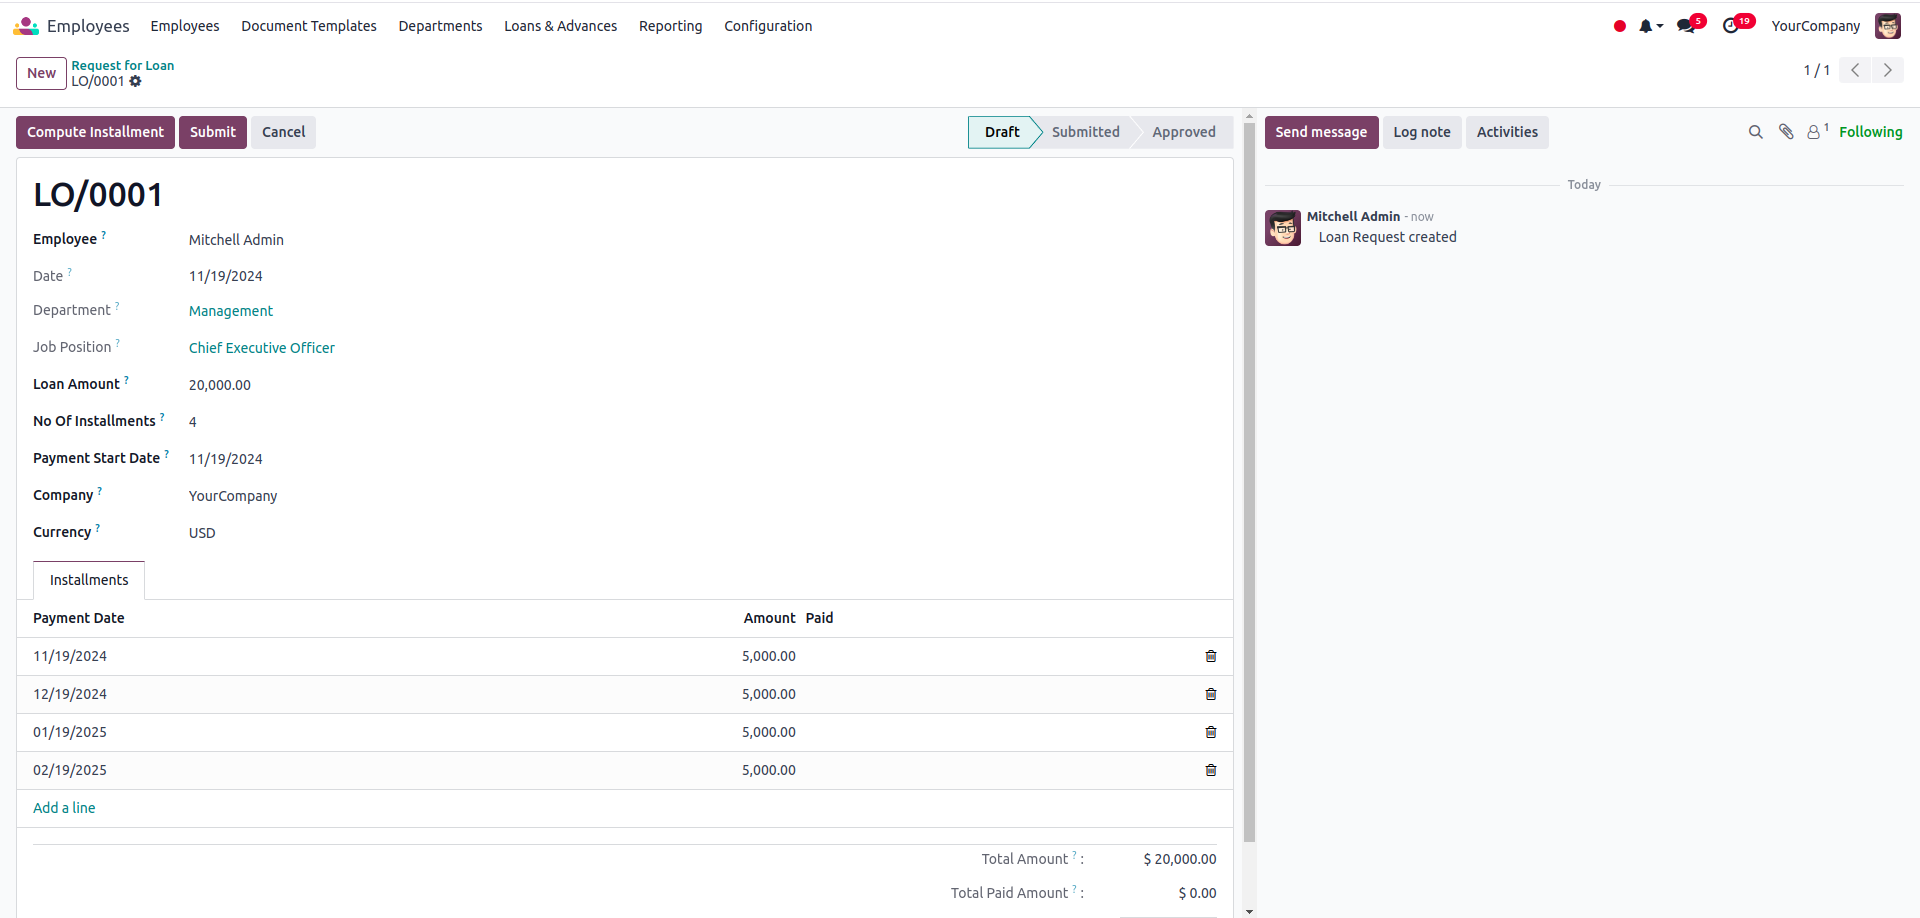 Employees Employees Document Templates Departments Loans & Advances Reporting Configuration 5 19 YourCompany
New Request for Loan
LO/0001 1 / 1
Compute Installment Submit Cancel Draft Submitted Approved Send message Log note Activities 1 Following
Today
LO/0001
Mitchell Admin - now
Loan Request created
Employee ? Mitchell Admin
Date ? 11/19/2024
Department ? Management
Job Position ? Chief Executive Officer
Loan Amount ? 20,000.00
No Of Installments ? 4
Payment Start Date ? 11/19/2024
Company ? YourCompany
Currency ? USD
Installments
Payment Date Amount Paid
11/19/2024 5,000.00
12/19/2024 5,000.00
01/19/2025 5,000.00
02/19/2025 5,000.00
Add a line
Total Amount ? : $ 20,000.00
Total Paid Amount ? : $ 0.00